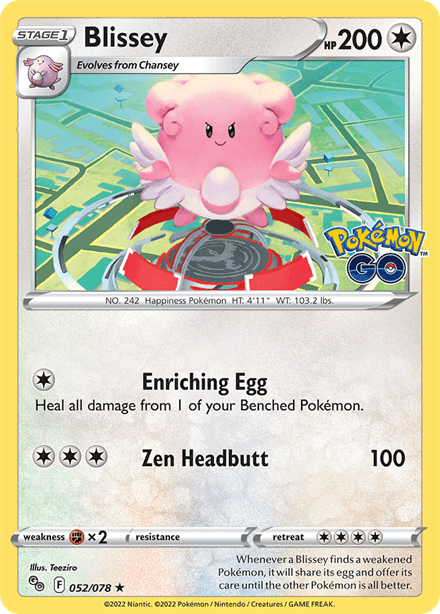 STAGE 1
Blissey
HP 200
Evolves from Chansey
Pokémon GO™
NO. 242 Happiness Pokémon HT: 4'11" WT: 103.2 lbs.
Enriching Egg
Heal all damage from 1 of your Benched Pokémon.
Zen Headbutt 100
weakness ×2 resistance retreat
Illus. Teeziro
Whenever a Blissey finds a weakened
Pokémon, it will share its egg and offer its
care until the other Pokémon is all better.
F 052/078 ★
©2022 Niantic. ©2022 Pokémon / Nintendo / Creatures / GAME FREAK.